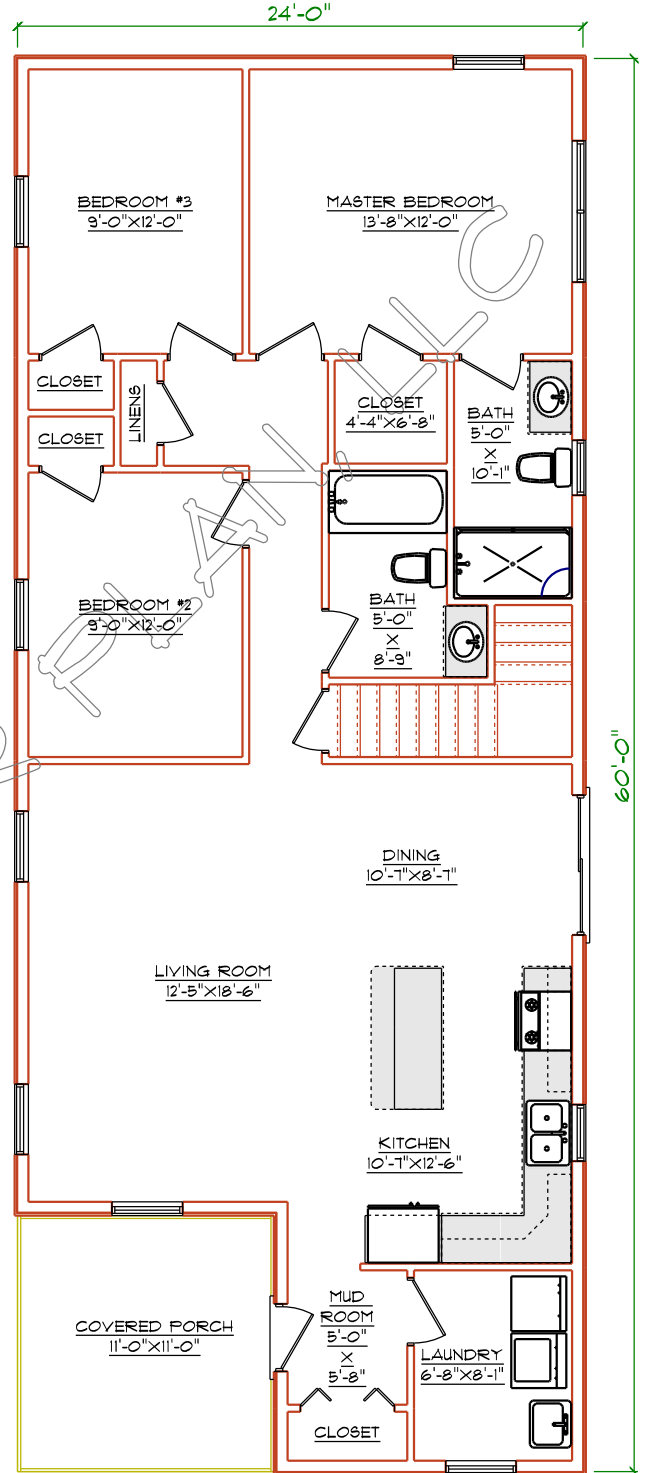 24'-0"
BEDROOM #3
9'-0"X12'-0"
MASTER BEDROOM
13'-8"X12'-0"
CLOSET
LINENS
CLOSET
4'-4"X6'-8"
BATH
5'-0"
X
10'-1"
CLOSET
BEDROOM #2
9'-0"X12'-0"
BATH
5'-0"
X
8'-9"
60'-0"
DINING
10'-7"X8'-7"
LIVING ROOM
12'-5"X18'-6"
KITCHEN
10'-7"X12'-6"
COVERED PORCH
11'-0"X11'-0"
MUD
ROOM
5'-0"
X
5'-8"
LAUNDRY
6'-8"X8'-1"
CLOSET
PLANZ LLC